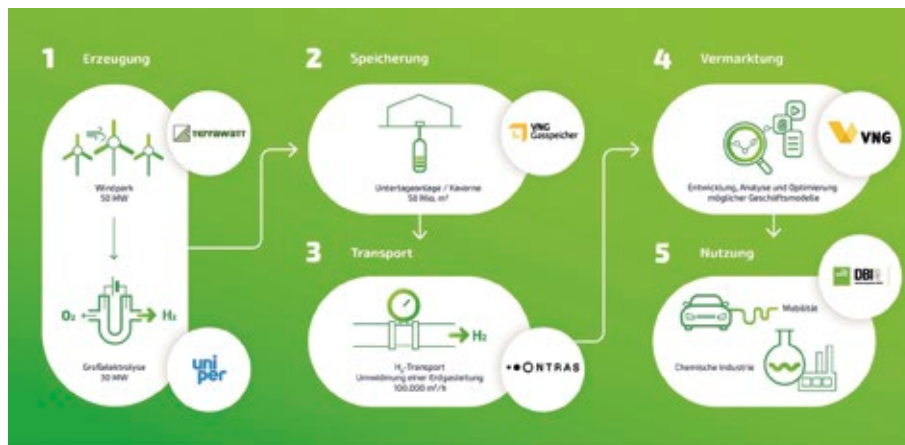 1 Erzeugung
TERRAWATT
Windpark
50 MW
O₂
H₂
Großelektrolyse
30 MW
uni
per
2 Speicherung
VNG
Gasspeicher
Untertageanlage / Kaverne
50 Mio. m³
3 Transport
H₂
H₂-Transport
Umwidmung einer Erdgasleitung
100.000 m³/h
ONTRAS
4 Vermarktung
VNG
Entwicklung, Analyse und Optimierung
möglicher Geschäftsmodelle
5 Nutzung
DBI
Mobilität
Chemische Industrie